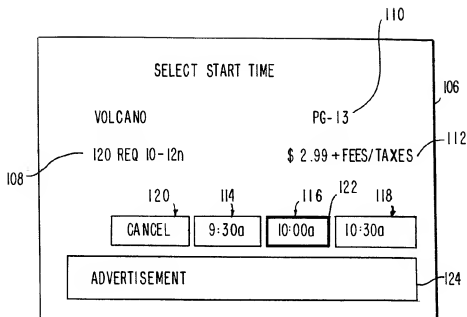 110
SELECT START TIME
106
VOLCANO PG-13
108 120 REQ 10-12n $ 2.99 + FEES/TAXES 112
120 114 116 122 118
CANCEL 9:30a 10:00a 10:30a
ADVERTISEMENT 124